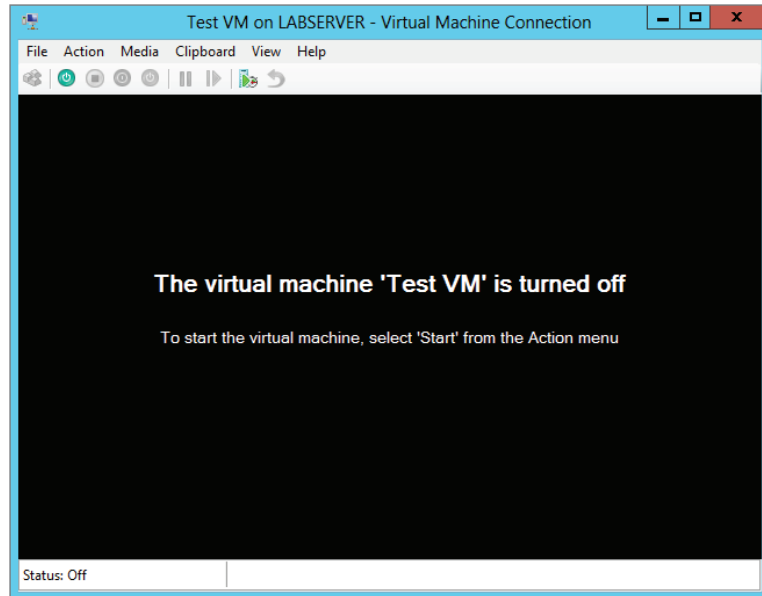 Test VM on LABSERVER - Virtual Machine Connection
File Action Media Clipboard View Help
The virtual machine 'Test VM' is turned off
To start the virtual machine, select 'Start' from the Action menu
Status: Off